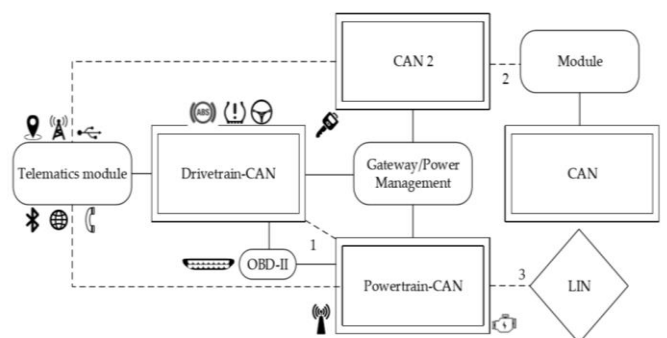 CAN 2
2
Module
ABS
Telematics module
Drivetrain-CAN
Gateway/Power
Management
CAN
1
OBD-II
Powertrain-CAN
3
LIN